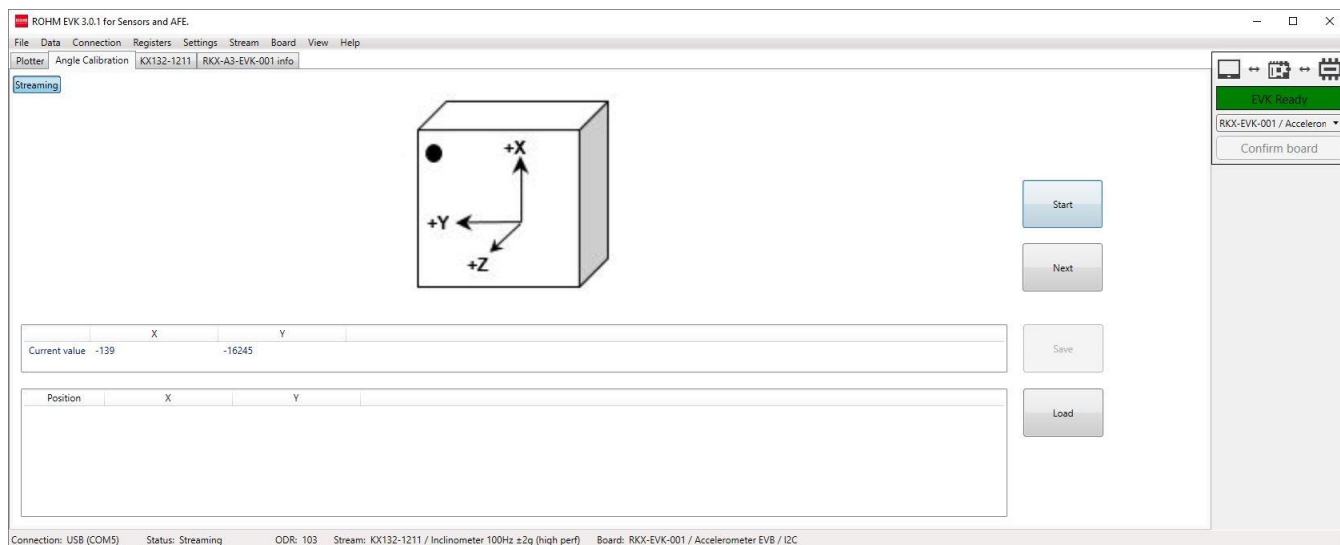 ROHM EVK 3.0.1 for Sensors and AFE.
File Data Connection Registers Settings Stream Board View Help
Plotter Angle Calibration KX132-1211 RKX-A3-EVK-001 info
Streaming
EVK Ready
RKX-EVK-001 / Acceleron
Confirm board
+X
+Y
+Z
Start
Next
X Y
Current value -139 -16245
Save
Position X Y
Load
Connection: USB (COM5) Status: Streaming ODR: 103 Stream: KX132-1211 / Inclinometer 100Hz ±2g (high perf) Board: RKX-EVK-001 / Accelerometer EVB / I2C